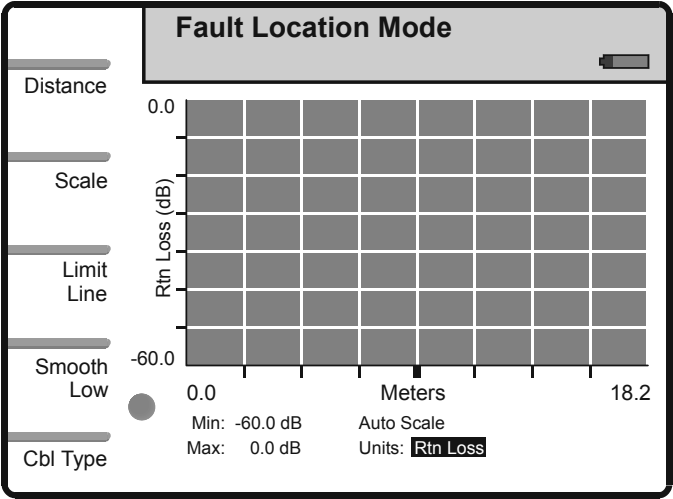 Fault Location Mode
Distance
Scale
Limit
Line
Smooth
Low
Cbl Type
0.0
Rtn Loss (dB)
-60.0
0.0 Meters 18.2
Min: -60.0 dB Auto Scale
Max: 0.0 dB Units: Rtn Loss